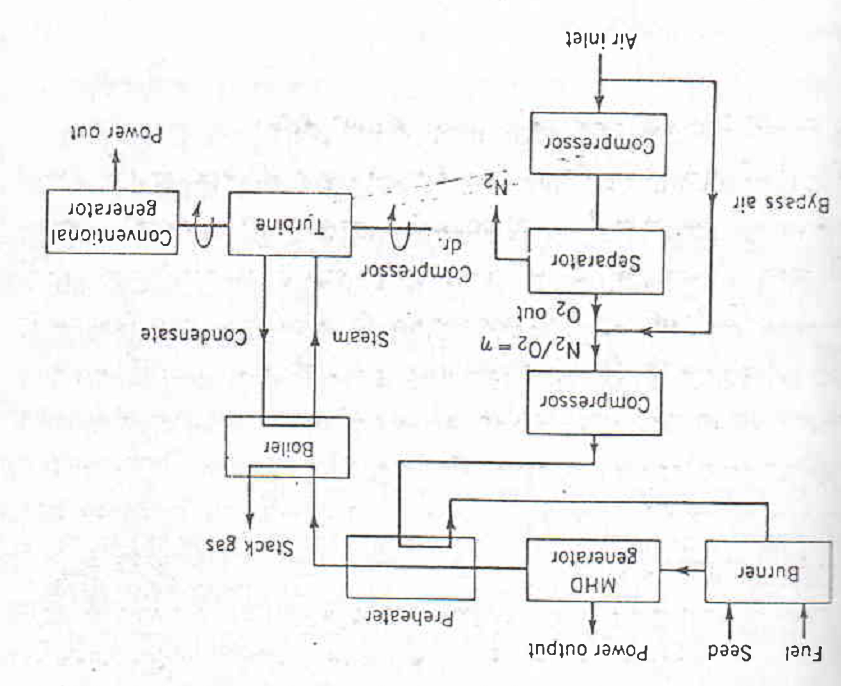 Fuel
Seed
Power output
Burner
MHD
generator
Preheater
Stack gas
Boiler
Compressor
N₂/O₂ = η
O₂ out
Steam
Condensate
Separator
Bypass air
Compressor
dr.
N₂
Turbine
Conventional
generator
Compressor
Power out
Air inlet